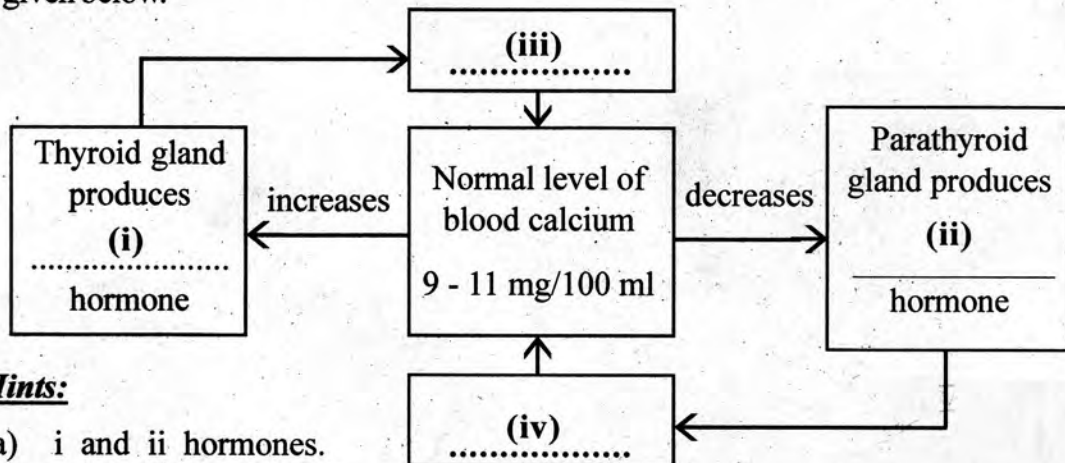 given below.
(iii)
..................
Thyroid gland
produces
(i)
....................
hormone
increases
Normal level of
blood calcium
9 - 11 mg/100 ml
decreases
Parathyroid
gland produces
(ii)
hormone
(iv)
..................
Hints:
a) i and ii hormones.